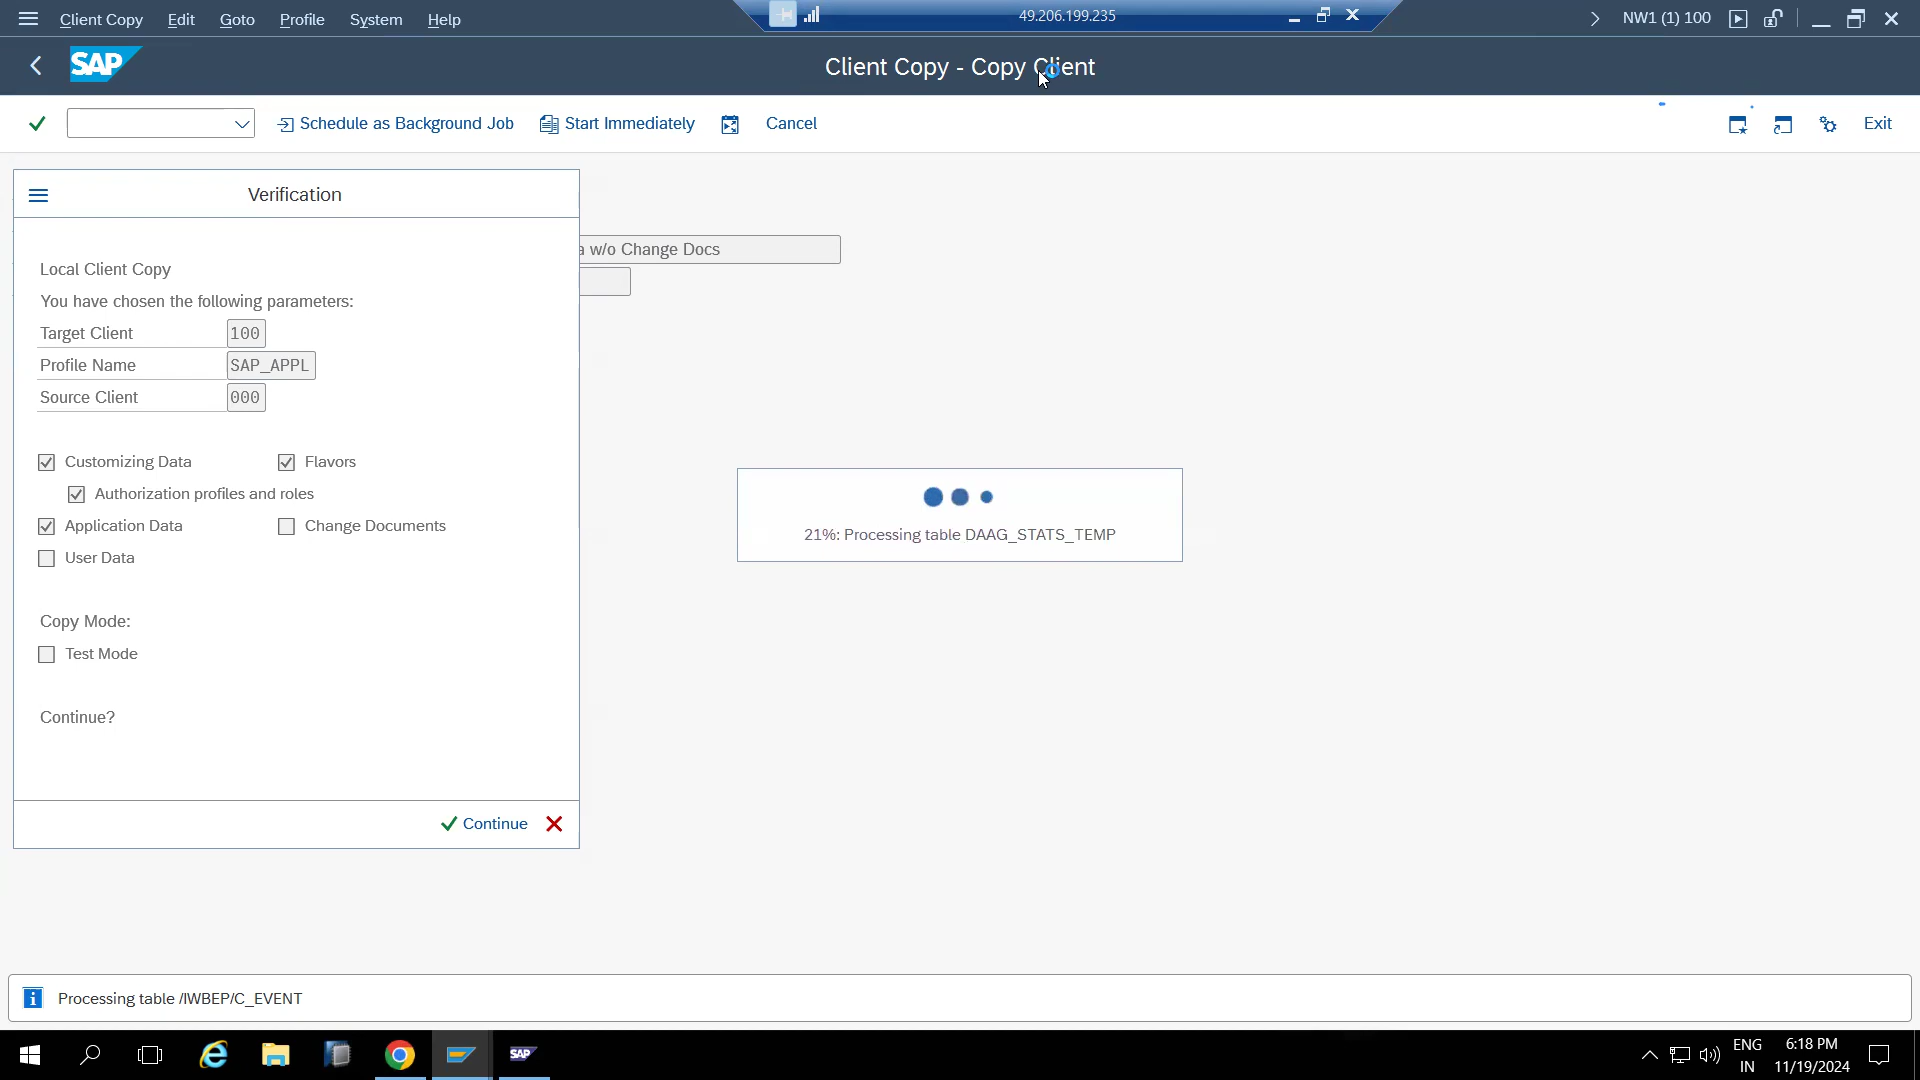 Client Copy Edit Goto Profile System Help
49.206.199.235
NW1 (1) 100
SAP
Client Copy - Copy Client
Schedule as Background Job Start Immediately Cancel Exit
Verification
a w/o Change Docs
Local Client Copy
You have chosen the following parameters:
Target Client 100
Profile Name SAP_APPL
Source Client 000
Customizing Data Flavors
Authorization profiles and roles
Application Data Change Documents
User Data
21%: Processing table DAAG_STATS_TEMP
Copy Mode:
Test Mode
Continue?
Continue
Processing table /IWBEP/C_EVENT
SAP
ENG
IN
6:18 PM
11/19/2024